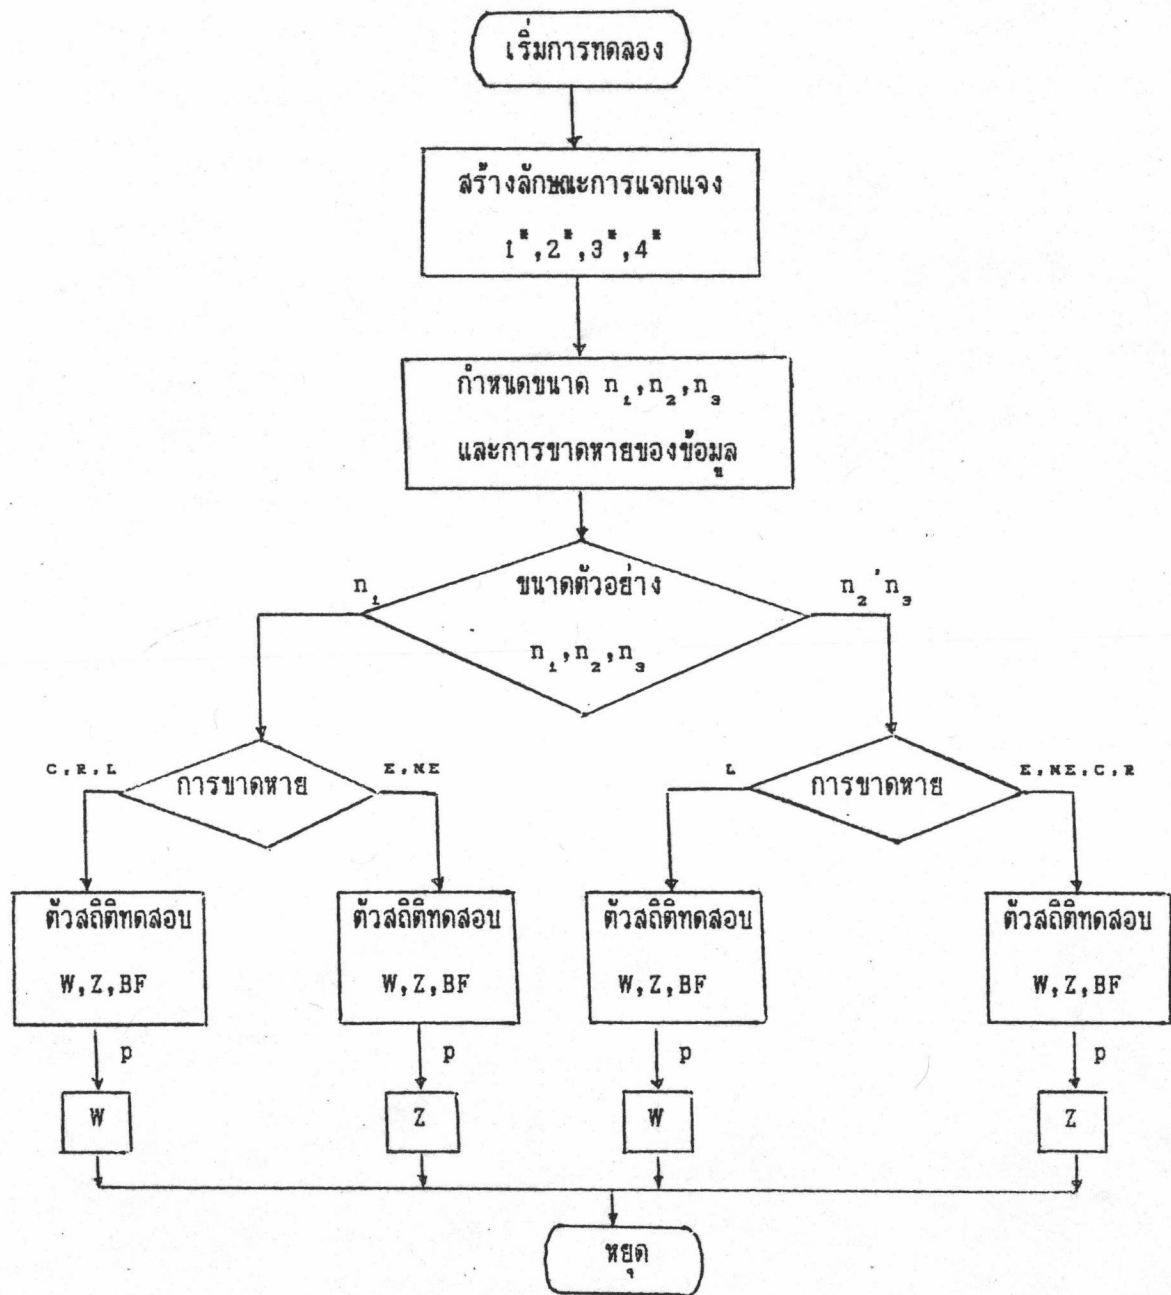 เริ่มการทดลอง
สร้างลักษณะการแจกแจง
1*,2*,3*,4*
กำหนดขนาด n₁,n₂,n₃
และการขาดหายของข้อมูล
n₁
ขนาดตัวอย่าง
n₂,n₃
n₁,n₂,n₃
C,R,L
การขาดหาย
E,NE
L
การขาดหาย
E,NE,C,R
ตัวสถิติทดสอบ
W,Z,BF
ตัวสถิติทดสอบ
W,Z,BF
ตัวสถิติทดสอบ
W,Z,BF
ตัวสถิติทดสอบ
W,Z,BF
p
p
p
p
W
Z
W
Z
หยุด